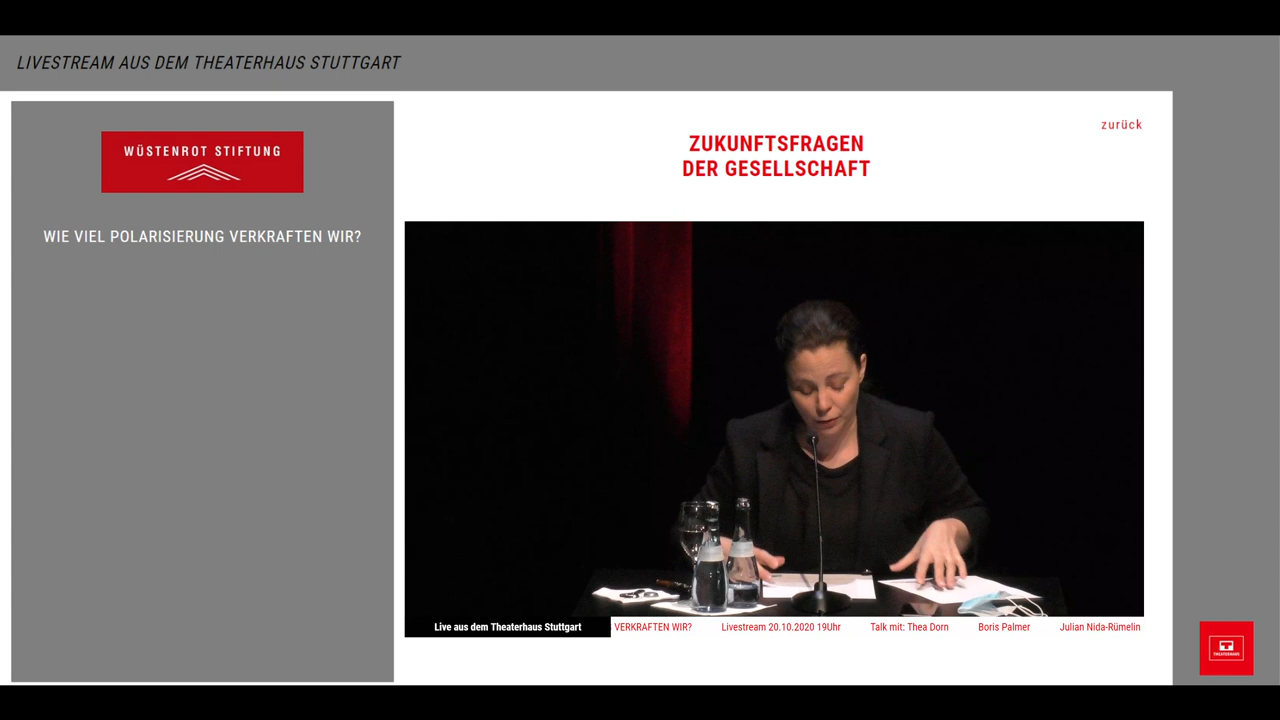 LIVESTREAM AUS DEM THEATERHAUS STUTTGART
WÜSTENROT STIFTUNG
WIE VIEL POLARISIERUNG VERKRAFTEN WIR?
zurück
ZUKUNFTSFRAGEN
DER GESELLSCHAFT
Live aus dem Theaterhaus Stuttgart VERKRAFTEN WIR? Livestream 20.10.2020 19Uhr Talk mit: Thea Dorn Boris Palmer Julian Nida-Rümelin
THEATERHAUS